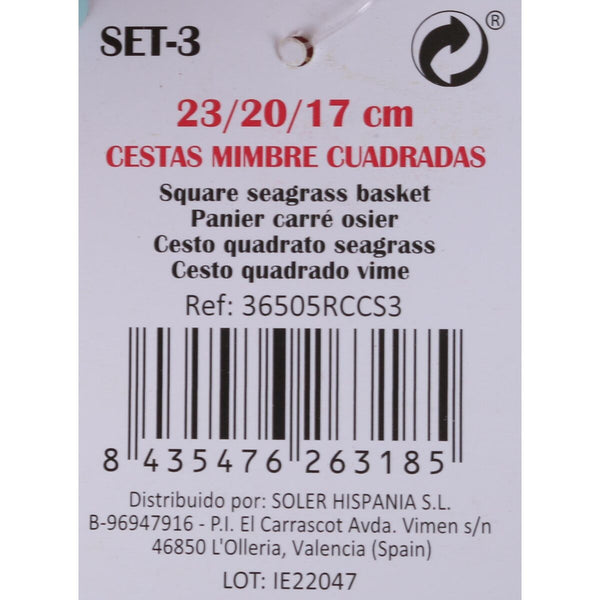 SET-3
®
23/20/17 cm
CESTAS MIMBRE CUADRADAS
Square seagrass basket
Panier carré osier
Cesto quadrato seagrass
Cesto quadrado vime
Ref: 36505RCCS3
8 435476 263185
Distribuido por: SOLER HISPANIA S.L.
B-96947916 - P.I. El Carrascot Avda. Vimen s/n
46850 L'Olleria, Valencia (Spain)
LOT: IE22047